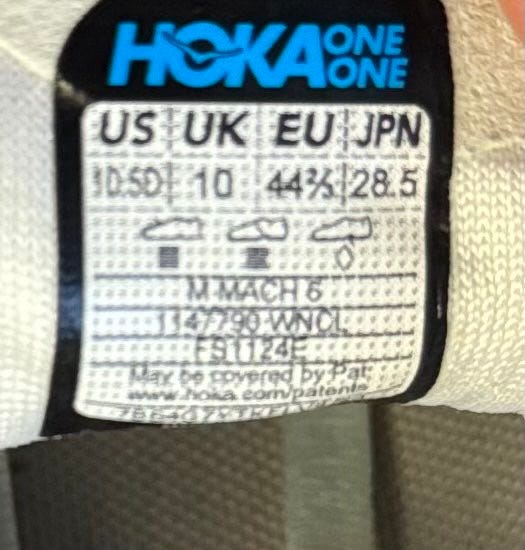 HOKA ONE ONE
US UK EU JPN
10.5D 10 44⅔ 28.5
M MACH 6
1147790 WNCL
FS1124E
May be covered by Pat:
www.hoka.com/patents